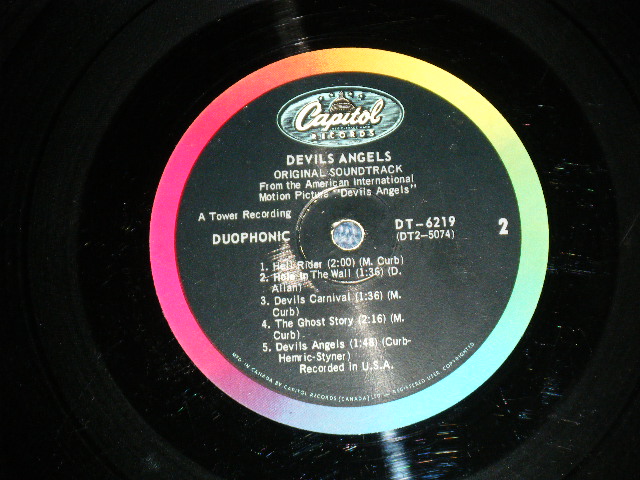 Capitol
RECORDS
DEVILS ANGELS
ORIGINAL SOUNDTRACK
From the American International
Motion Picture "Devils Angels"
A Tower Recording
DUOPHONIC
DT-6219
(DT2-5074)
2
1. Hell Rider (2:00) (M. Curb)
2. Hole In The Wall (1:36) (D.
Allan)
3. Devils Carnival (1:36) (M.
Curb)
4. The Ghost Story (2:16) (M.
Curb)
5. Devils Angels (1:48) (Curb-
Hemric-Styner)
Recorded in U.S.A.
MFD. IN CANADA BY CAPITOL RECORDS (CANADA) LTD. REGISTERED USER. COPYRIGHTED